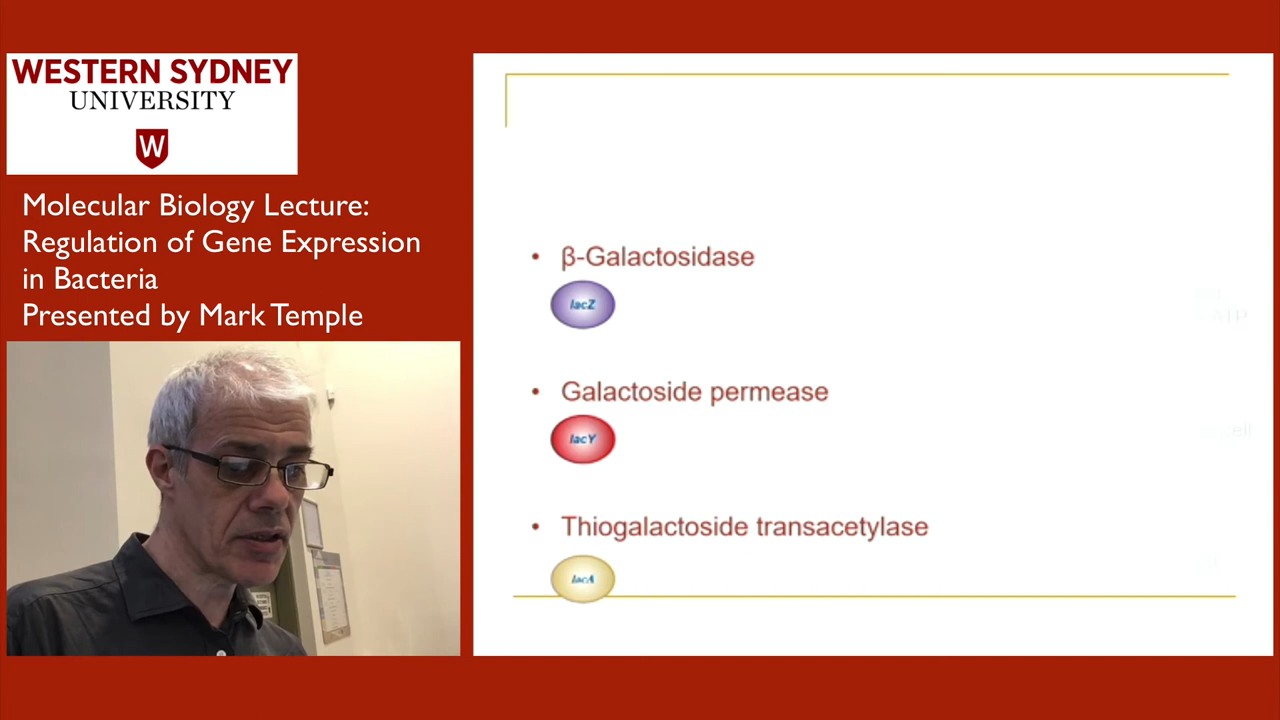 WESTERN SYDNEY
UNIVERSITY
W
Molecular Biology Lecture:
Regulation of Gene Expression
in Bacteria
Presented by Mark Temple
• β-Galactosidase
lacZ
• Galactoside permease
lacY
• Thiogalactoside transacetylase
lacA